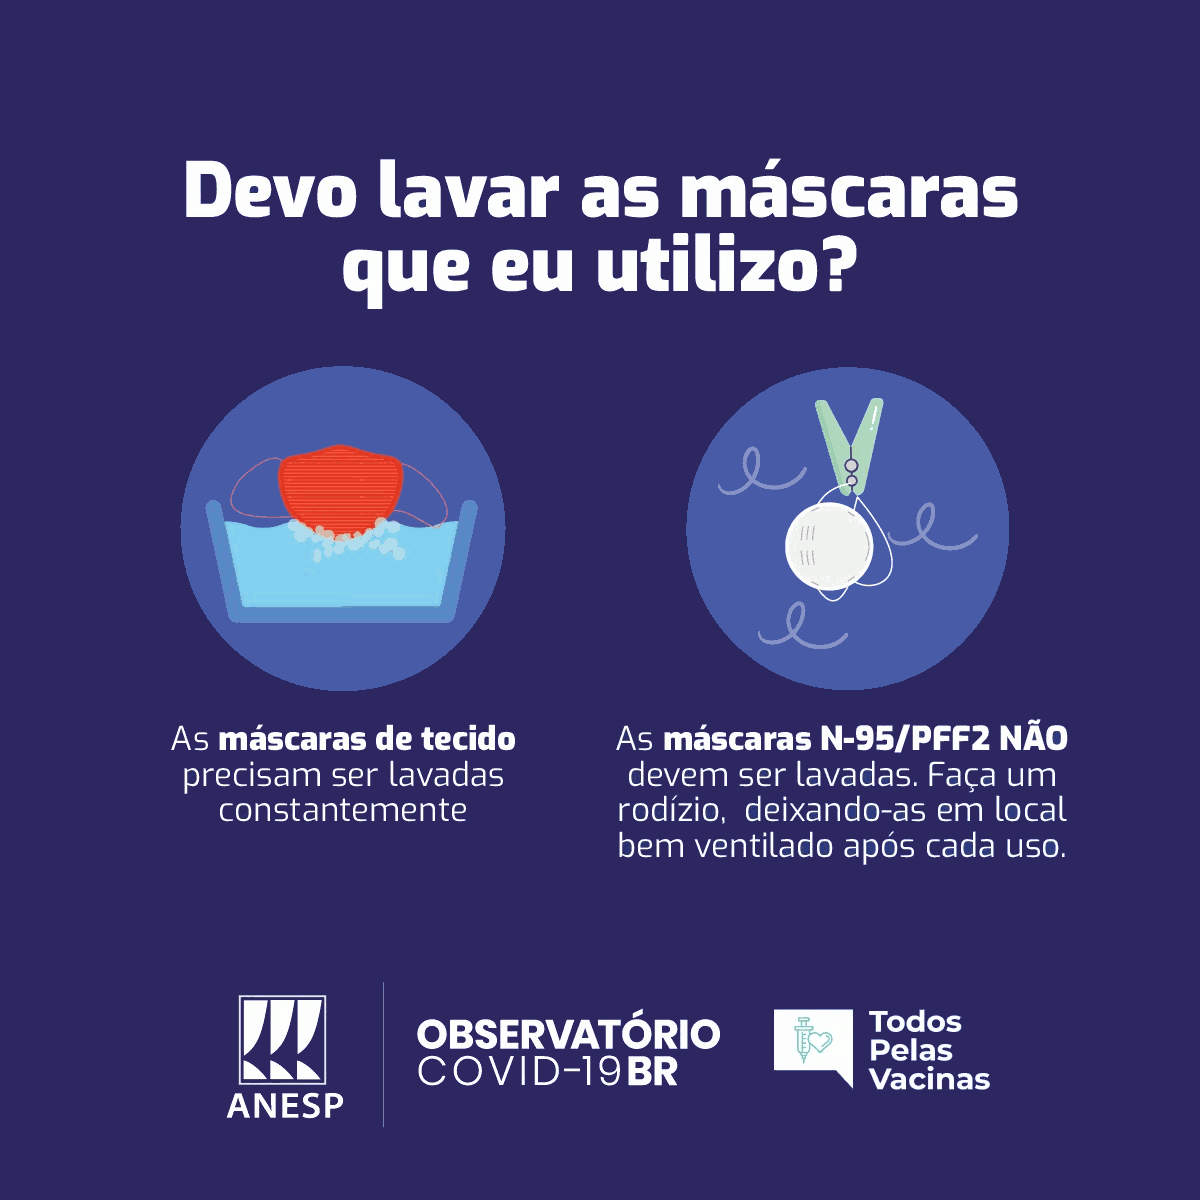 Devo lavar as máscaras
que eu utilizo?
As máscaras de tecido
precisam ser lavadas
constantemente
As máscaras N-95/PFF2 NÃO
devem ser lavadas. Faça um
rodízio, deixando-as em local
bem ventilado após cada uso.
ANESP
OBSERVATÓRIO
COVID-19BR
Todos
Pelas
Vacinas